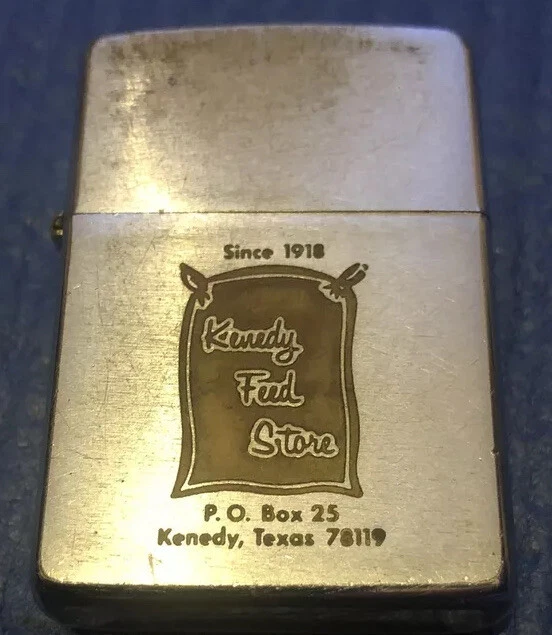 Since 1918
Kenedy
Feed
Store
P.O. Box 25
Kenedy, Texas 78119